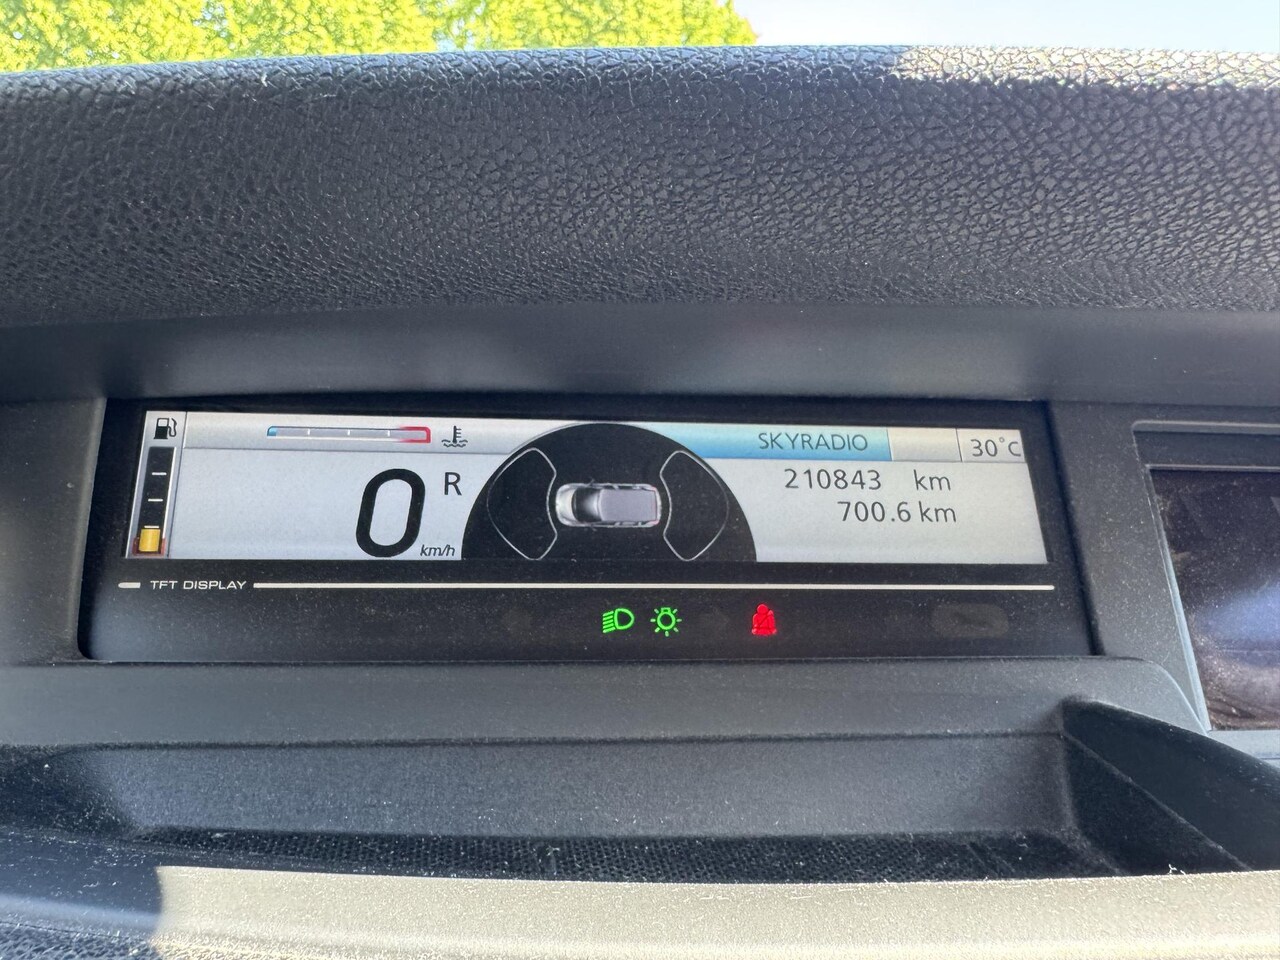 SKYRADIO
30°C
0 R
km/h
210843 km
700.6 km
TFT DISPLAY